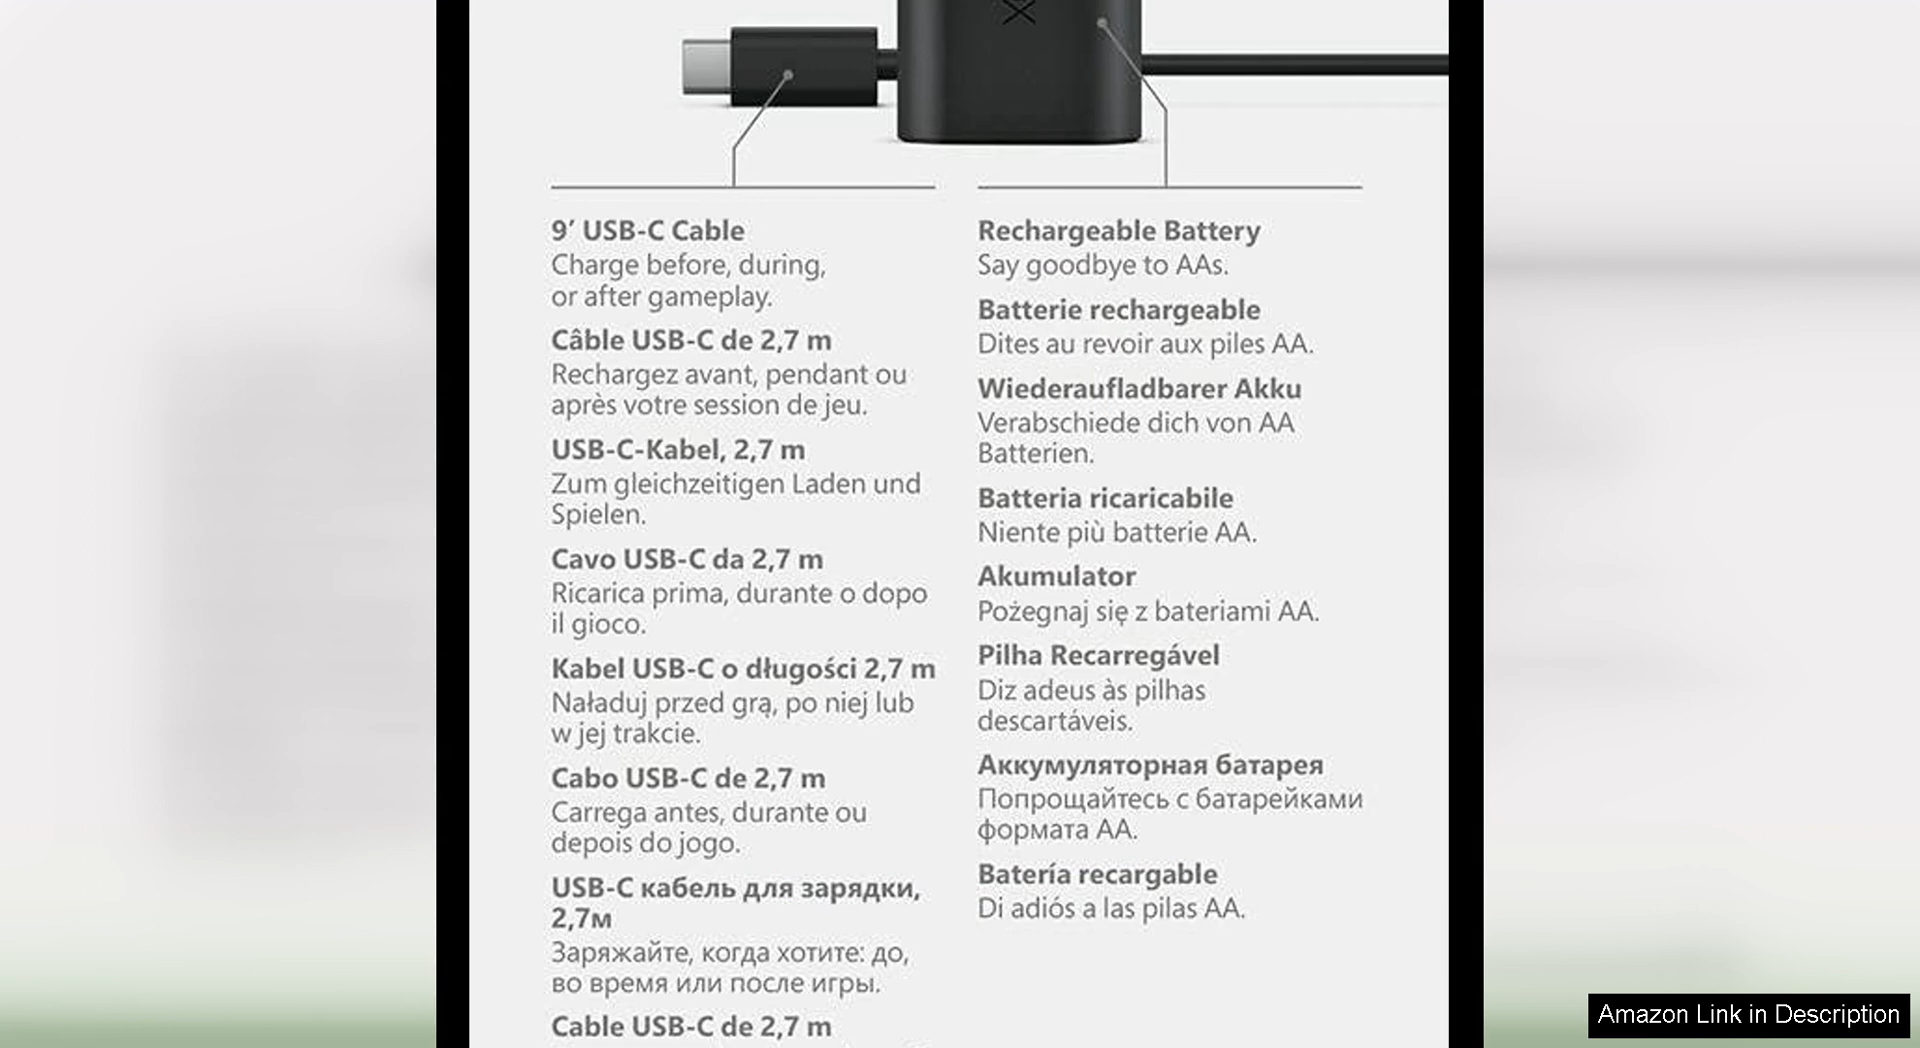 9′ USB-C Cable
Charge before, during,
or after gameplay.
Câble USB-C de 2,7 m
Rechargez avant, pendant ou
après votre session de jeu.
USB-C-Kabel, 2,7 m
Zum gleichzeitigen Laden und
Spielen.
Cavo USB-C da 2,7 m
Ricarica prima, durante o dopo
il gioco.
Kabel USB-C o długości 2,7 m
Naładuj przed grą, po niej lub
w jej trakcie.
Cabo USB-C de 2,7 m
Carrega antes, durante ou
depois do jogo.
USB-C кабель для зарядки,
2,7м
Заряжайте, когда хотите: до,
во время или после игры.
Cable USB-C de 2,7 m
Rechargeable Battery
Say goodbye to AAs.
Batterie rechargeable
Dites au revoir aux piles AA.
Wiederaufladbarer Akku
Verabschiede dich von AA
Batterien.
Batteria ricaricabile
Niente più batterie AA.
Akumulator
Pożegnaj się z bateriami AA.
Pilha Recarregável
Diz adeus às pilhas
descartáveis.
Аккумуляторная батарея
Попрощайтесь с батарейками
формата AA.
Batería recargable
Di adiós a las pilas AA.
Amazon Link in Description